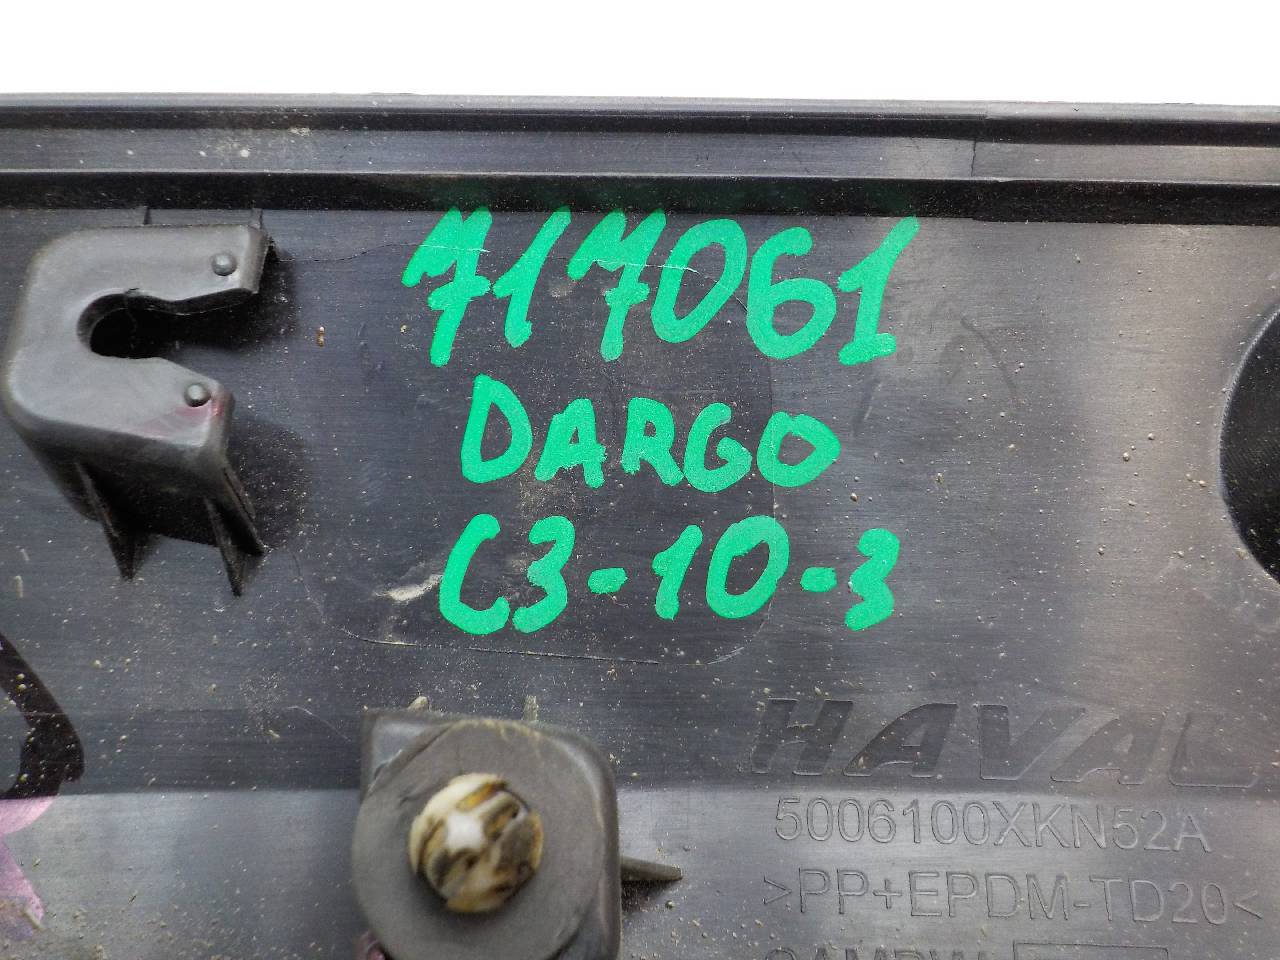 717061
DARGO
C3-10-3
HAVAL
5006100XKN52A
>PP+EPDM-TD20<